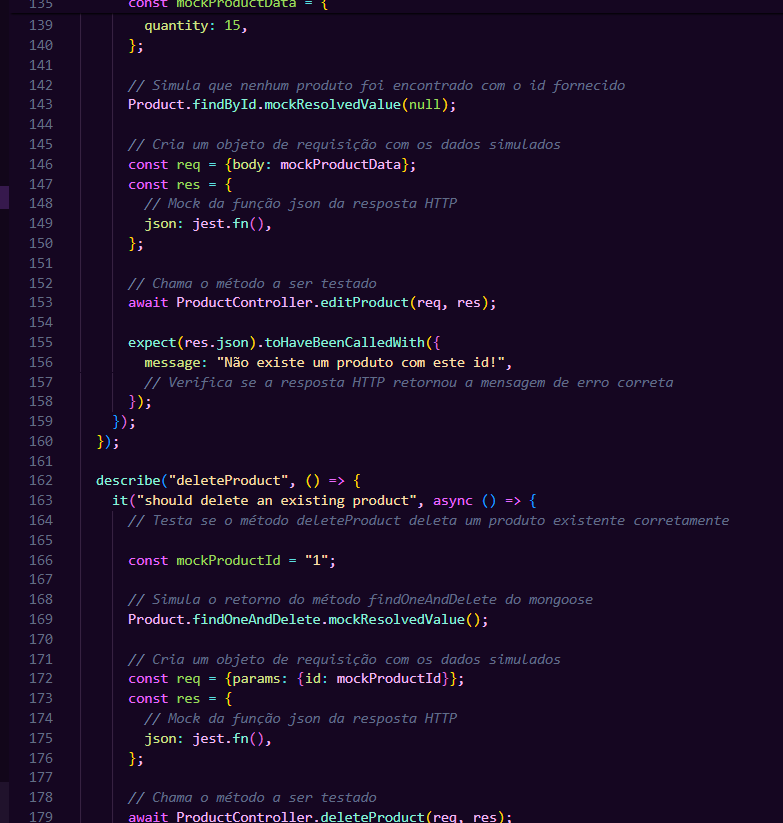 135 const mockProductData = {
139 quantity: 15,
140 };
141
142 // Simula que nenhum produto foi encontrado com o id fornecido
143 Product.findById.mockResolvedValue(null);
144
145 // Cria um objeto de requisição com os dados simulados
146 const req = {body: mockProductData};
147 const res = {
148 // Mock da função json da resposta HTTP
149 json: jest.fn(),
150 };
151
152 // Chama o método a ser testado
153 await ProductController.editProduct(req, res);
154
155 expect(res.json).toHaveBeenCalledWith({
156 message: "Não existe um produto com este id!",
157 // Verifica se a resposta HTTP retornou a mensagem de erro correta
158 });
159 });
160 });
161
162 describe("deleteProduct", () => {
163 it("should delete an existing product", async () => {
164 // Testa se o método deleteProduct deleta um produto existente corretamente
165
166 const mockProductId = "1";
167
168 // Simula o retorno do método findOneAndDelete do mongoose
169 Product.findOneAndDelete.mockResolvedValue();
170
171 // Cria um objeto de requisição com os dados simulados
172 const req = {params: {id: mockProductId}};
173 const res = {
174 // Mock da função json da resposta HTTP
175 json: jest.fn(),
176 };
177
178 // Chama o método a ser testado
179 await ProductController.deleteProduct(req, res);